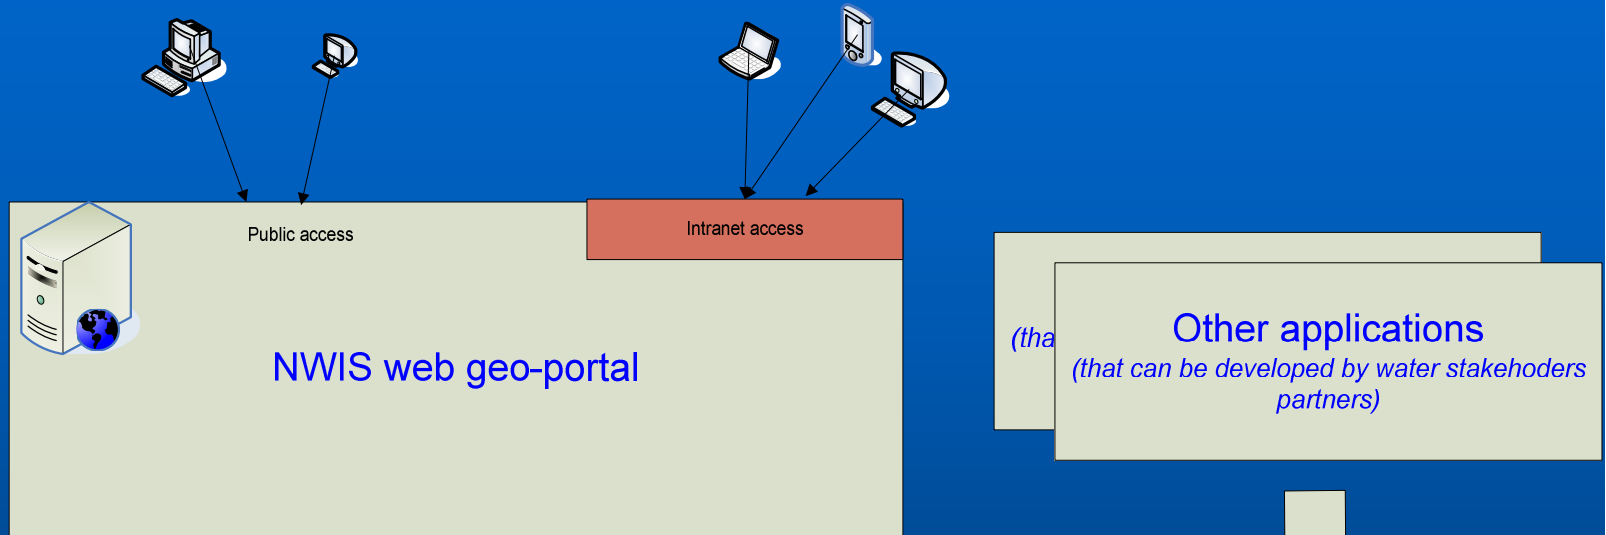 Public access
Intranet access
NWIS web geo-portal
(tha
Other applications
(that can be developed by water stakehoders
partners)